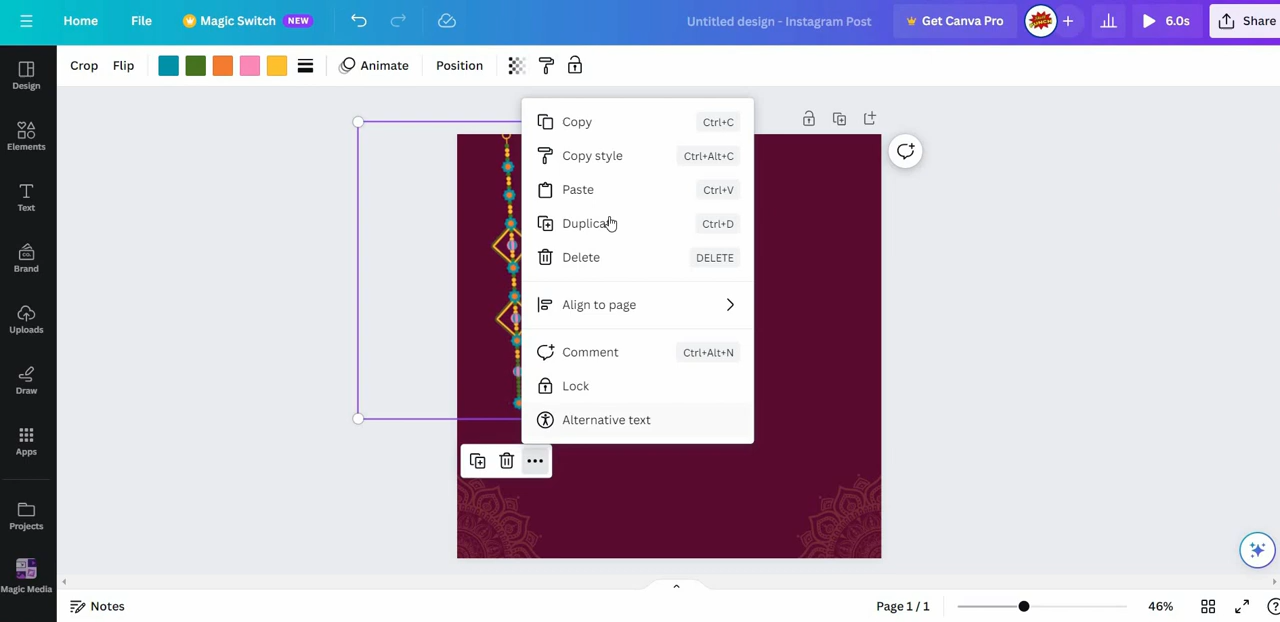 Home File Magic Switch NEW Untitled design - Instagram Post Get Canva Pro 6.0s Share
Crop Flip Animate Position
Design
Elements
Text
Brand
Uploads
Draw
Apps
Projects
Magic Media
Copy Ctrl+C
Copy style Ctrl+Alt+C
Paste Ctrl+V
Duplicate Ctrl+D
Delete DELETE
Align to page
Comment Ctrl+Alt+N
Lock
Alternative text
Notes Page 1 / 1 46%